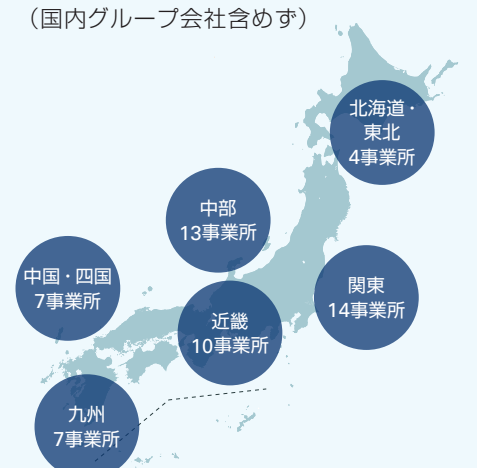 （国内グループ会社含めず）
北海道・
東北
4事業所
中部
13事業所
中国・四国
7事業所
関東
14事業所
近畿
10事業所
九州
7事業所